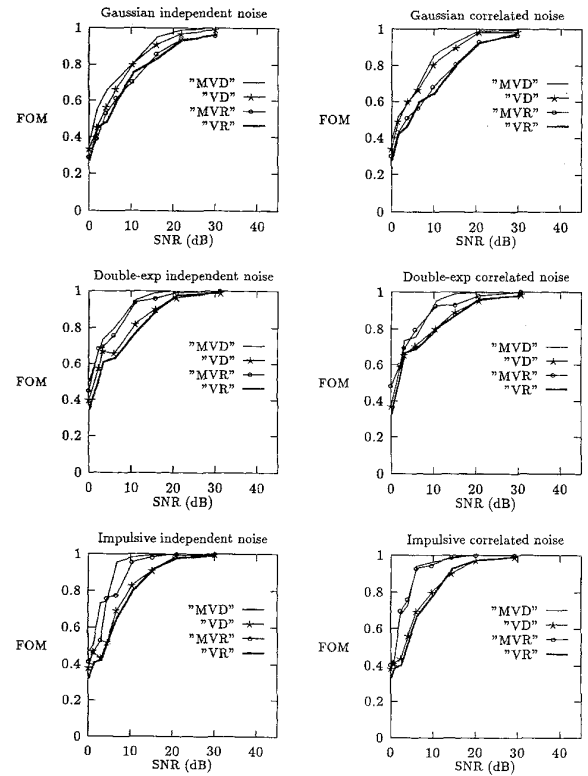 Gaussian independent noise
1
0.8
0.6
FOM
0.4
0.2
0
0 10 20 30 40
SNR (dB)
"MVD"
"VD"
"MVR"
"VR"
Gaussian correlated noise
1
0.8
0.6
FOM
0.4
0.2
0
0 10 20 30 40
SNR (dB)
"MVD"
"VD"
"MVR"
"VR"
Double-exp independent noise
1
0.8
0.6
FOM
0.4
0.2
0
0 10 20 30 40
SNR (dB)
"MVD"
"VD"
"MVR"
"VR"
Double-exp correlated noise
1
0.8
0.6
FOM
0.4
0.2
0
0 10 20 30 40
SNR (dB)
"MVD"
"VD"
"MVR"
"VR"
Impulsive independent noise
1
0.8
0.6
FOM
0.4
0.2
0
0 10 20 30 40
SNR (dB)
"MVD"
"VD"
"MVR"
"VR"
Impulsive correlated noise
1
0.8
0.6
FOM
0.4
0.2
0
0 10 20 30 40
SNR (dB)
"MVD"
"VD"
"MVR"
"VR"